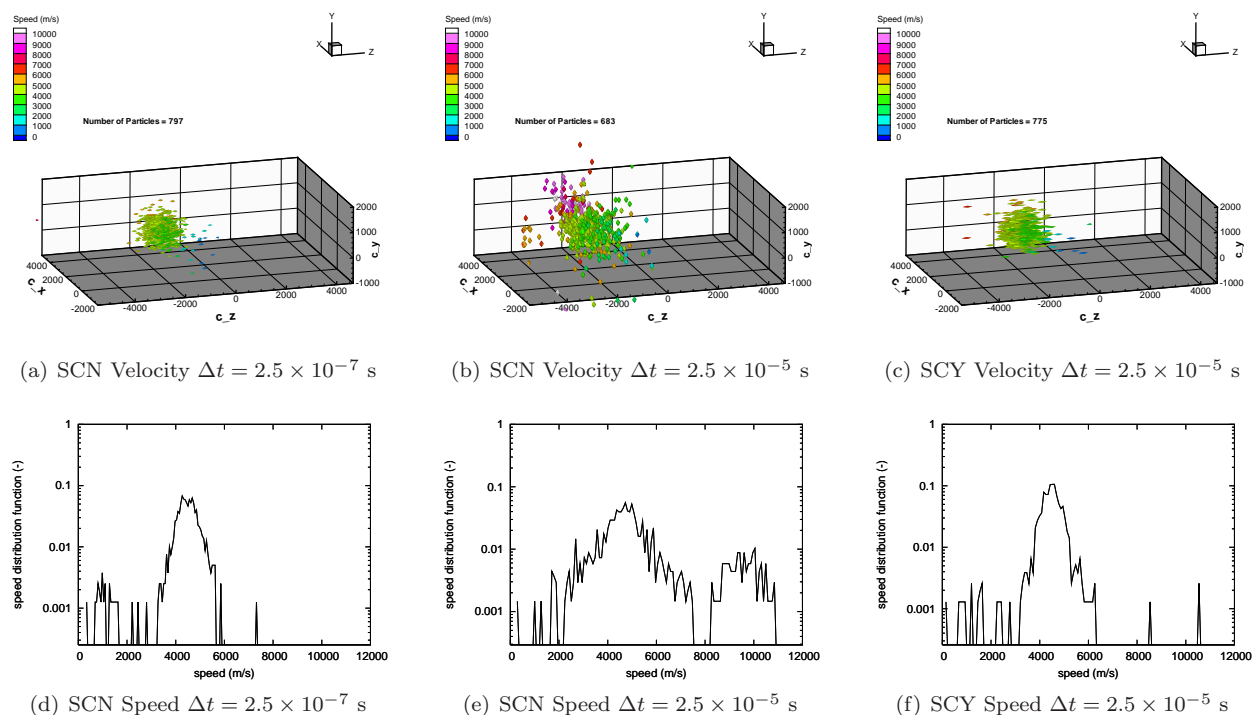 Speed (m/s)
10000
9000
8000
7000
6000
5000
4000
3000
2000
1000
0
Number of Particles = 797
Y
X
Z
4000
2000
0
-2000
c_x
-4000
-2000
0
2000
4000
c_z
2000
1000
0
-1000
c_y
(a) SCN Velocity Δt = 2.5 × 10⁻⁷ s
Speed (m/s)
10000
9000
8000
7000
6000
5000
4000
3000
2000
1000
0
Number of Particles = 683
Y
X
Z
4000
2000
0
-2000
c_x
-4000
-2000
0
2000
4000
c_z
2000
1000
0
-1000
c_y
(b) SCN Velocity Δt = 2.5 × 10⁻⁵ s
Speed (m/s)
10000
9000
8000
7000
6000
5000
4000
3000
2000
1000
0
Number of Particles = 775
Y
X
Z
4000
2000
0
-2000
c_x
-4000
-2000
0
2000
4000
c_z
2000
1000
0
-1000
c_y
(c) SCY Velocity Δt = 2.5 × 10⁻⁵ s
speed distribution function (-)
1
0.1
0.01
0.001
0 2000 4000 6000 8000 10000 12000
speed (m/s)
(d) SCN Speed Δt = 2.5 × 10⁻⁷ s
speed distribution function (-)
1
0.1
0.01
0.001
0 2000 4000 6000 8000 10000 12000
speed (m/s)
(e) SCN Speed Δt = 2.5 × 10⁻⁵ s
speed distribution function (-)
1
0.1
0.01
0.001
0 2000 4000 6000 8000 10000 12000
speed (m/s)
(f) SCY Speed Δt = 2.5 × 10⁻⁵ s